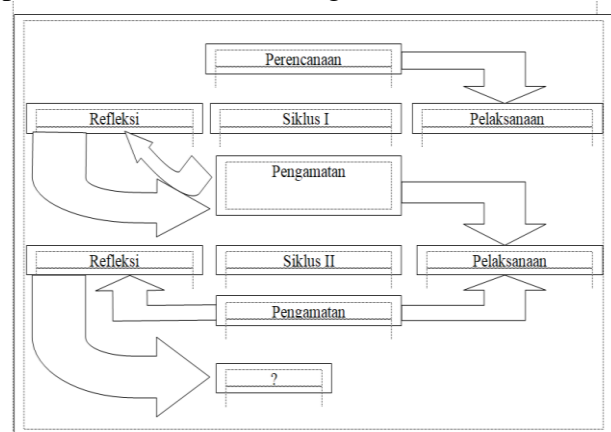 Perencanaan
Refleksi
Siklus I
Pelaksanaan
Pengamatan
Refleksi
Siklus II
Pelaksanaan
Pengamatan
?